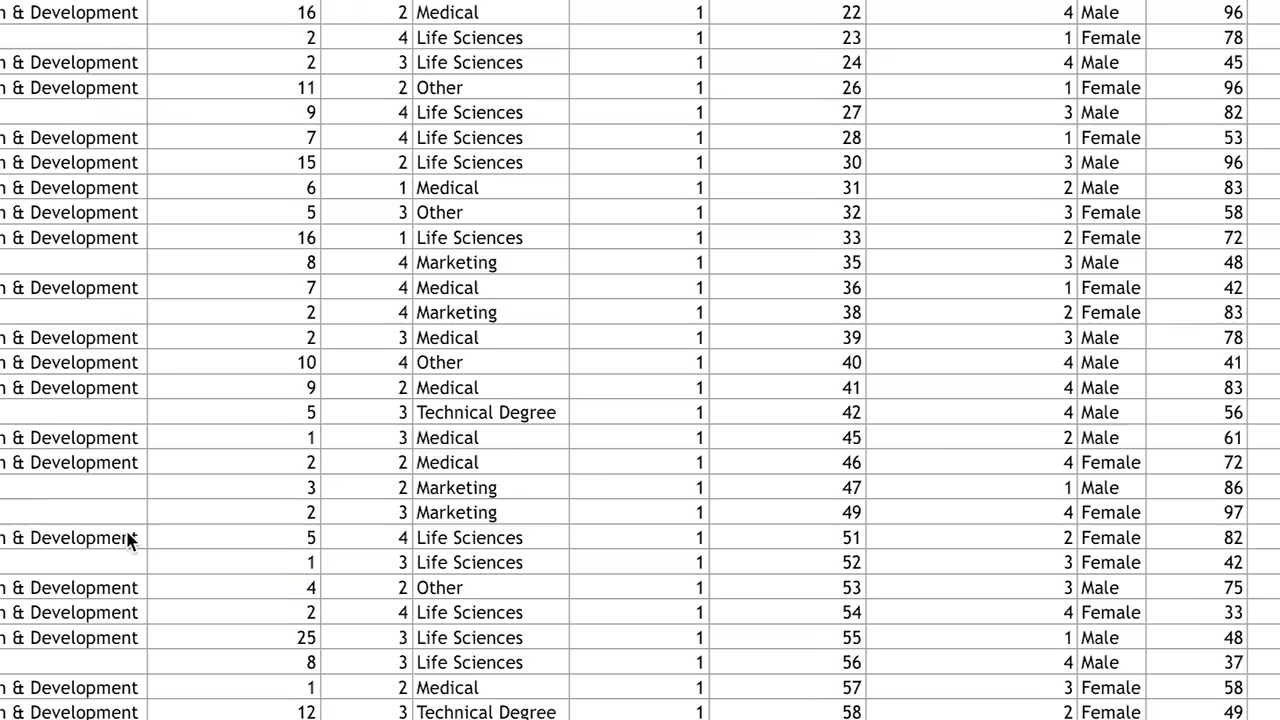 n & Development 16 2 Medical 1 22 4 Male 96
2 4 Life Sciences 1 23 1 Female 78
n & Development 2 3 Life Sciences 1 24 4 Male 45
n & Development 11 2 Other 1 26 1 Female 96
9 4 Life Sciences 1 27 3 Male 82
n & Development 7 4 Life Sciences 1 28 1 Female 53
n & Development 15 2 Life Sciences 1 30 3 Male 96
n & Development 6 1 Medical 1 31 2 Male 83
n & Development 5 3 Other 1 32 3 Female 58
n & Development 16 1 Life Sciences 1 33 2 Female 72
8 4 Marketing 1 35 3 Male 48
n & Development 7 4 Medical 1 36 1 Female 42
2 4 Marketing 1 38 2 Female 83
n & Development 2 3 Medical 1 39 3 Male 78
n & Development 10 4 Other 1 40 4 Male 41
n & Development 9 2 Medical 1 41 4 Male 83
5 3 Technical Degree 1 42 4 Male 56
n & Development 1 3 Medical 1 45 2 Male 61
n & Development 2 2 Medical 1 46 4 Female 72
3 2 Marketing 1 47 1 Male 86
2 3 Marketing 1 49 4 Female 97
n & Development 5 4 Life Sciences 1 51 2 Female 82
1 3 Life Sciences 1 52 3 Female 42
n & Development 4 2 Other 1 53 3 Male 75
n & Development 2 4 Life Sciences 1 54 4 Female 33
n & Development 25 3 Life Sciences 1 55 1 Male 48
8 3 Life Sciences 1 56 4 Male 37
n & Development 1 2 Medical 1 57 3 Female 58
n & Development 12 3 Technical Degree 1 58 2 Female 49